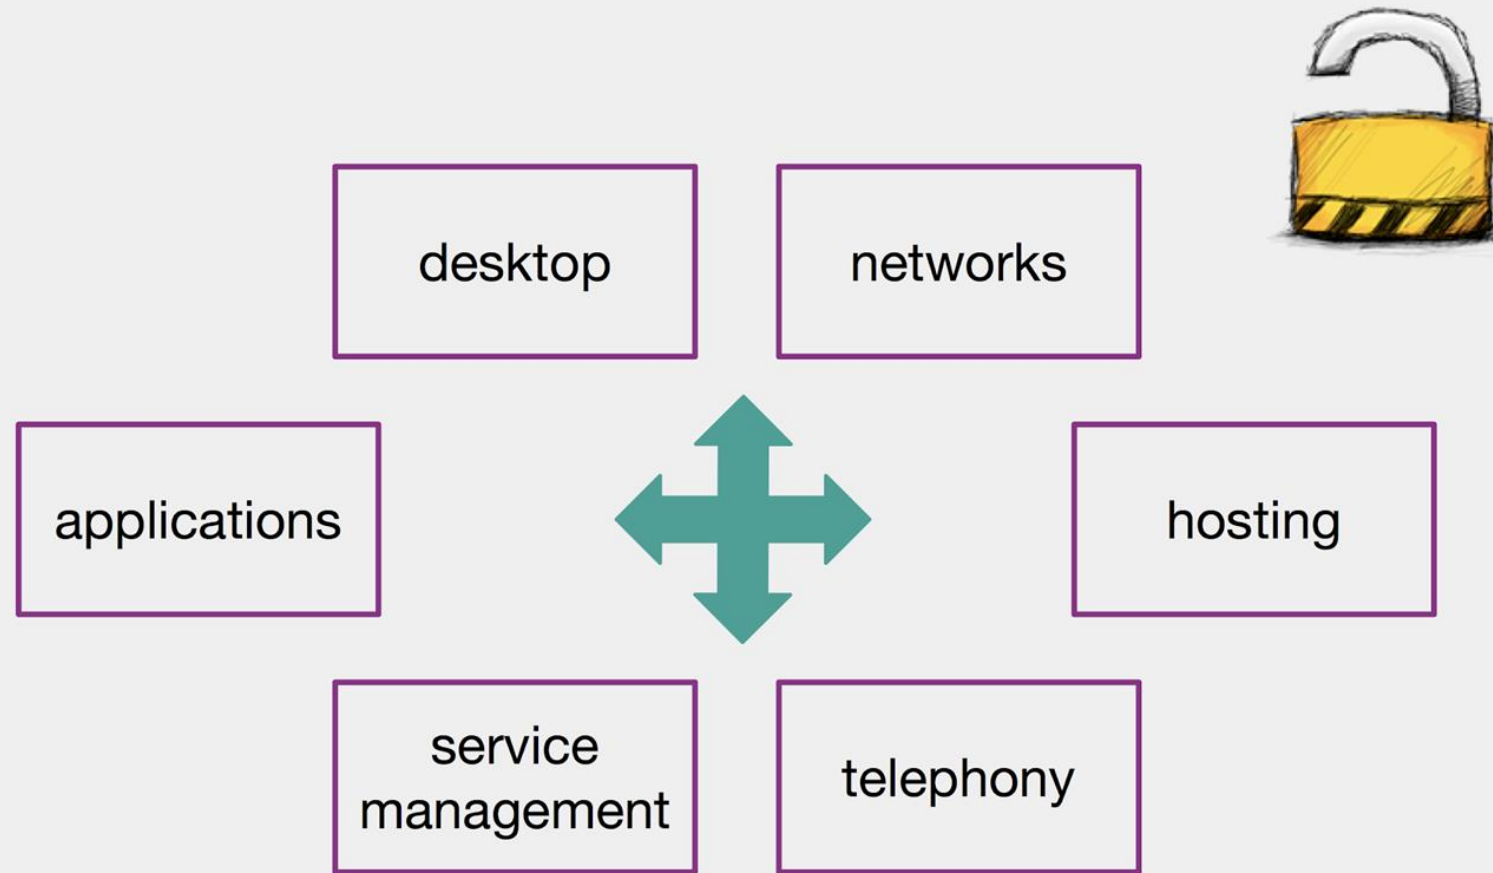 desktop
networks
applications
hosting
service
management
telephony